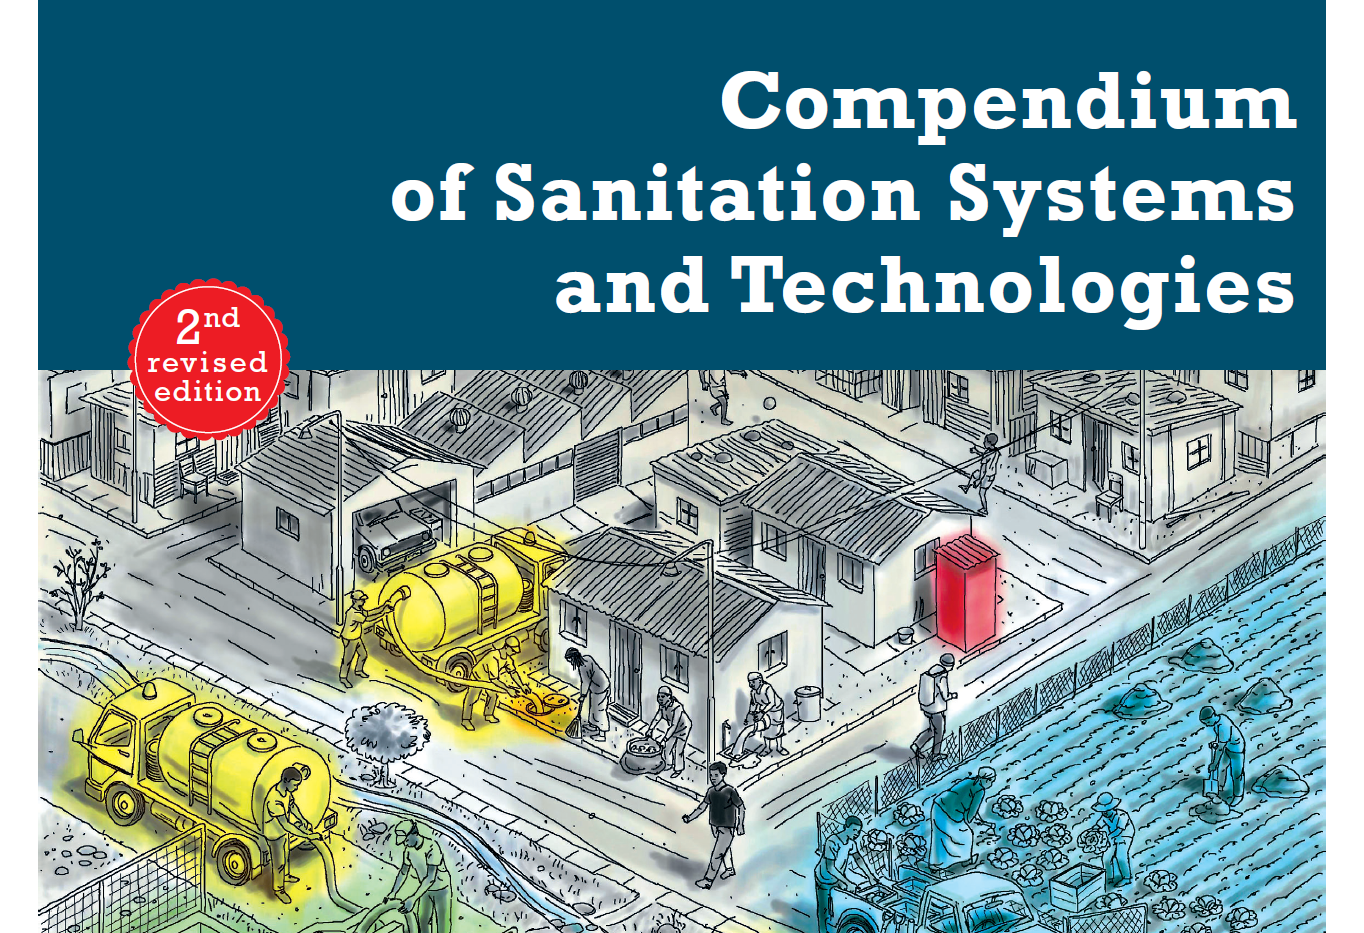 Compendium
of Sanitation Systems
and Technologies
2nd
revised
edition